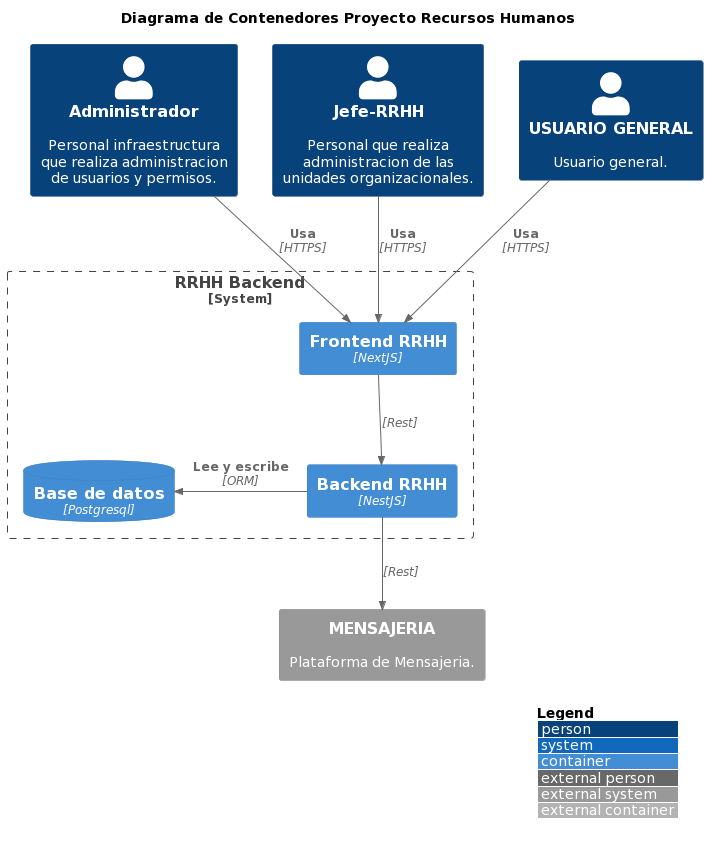 Diagrama de Contenedores Proyecto Recursos Humanos
Administrador
Personal infraestructura
que realiza administracion
de usuarios y permisos.
Jefe-RRHH
Personal que realiza
administracion de las
unidades organizacionales.
USUARIO GENERAL
Usuario general.
Usa
[HTTPS]
Usa
[HTTPS]
Usa
[HTTPS]
RRHH Backend
[System]
Frontend RRHH
[NextJS]
[Rest]
Lee y escribe
[ORM]
Base de datos
[Postgresql]
Backend RRHH
[NestJS]
[Rest]
MENSAJERIA
Plataforma de Mensajeria.
Legend
person
system
container
external person
external system
external container